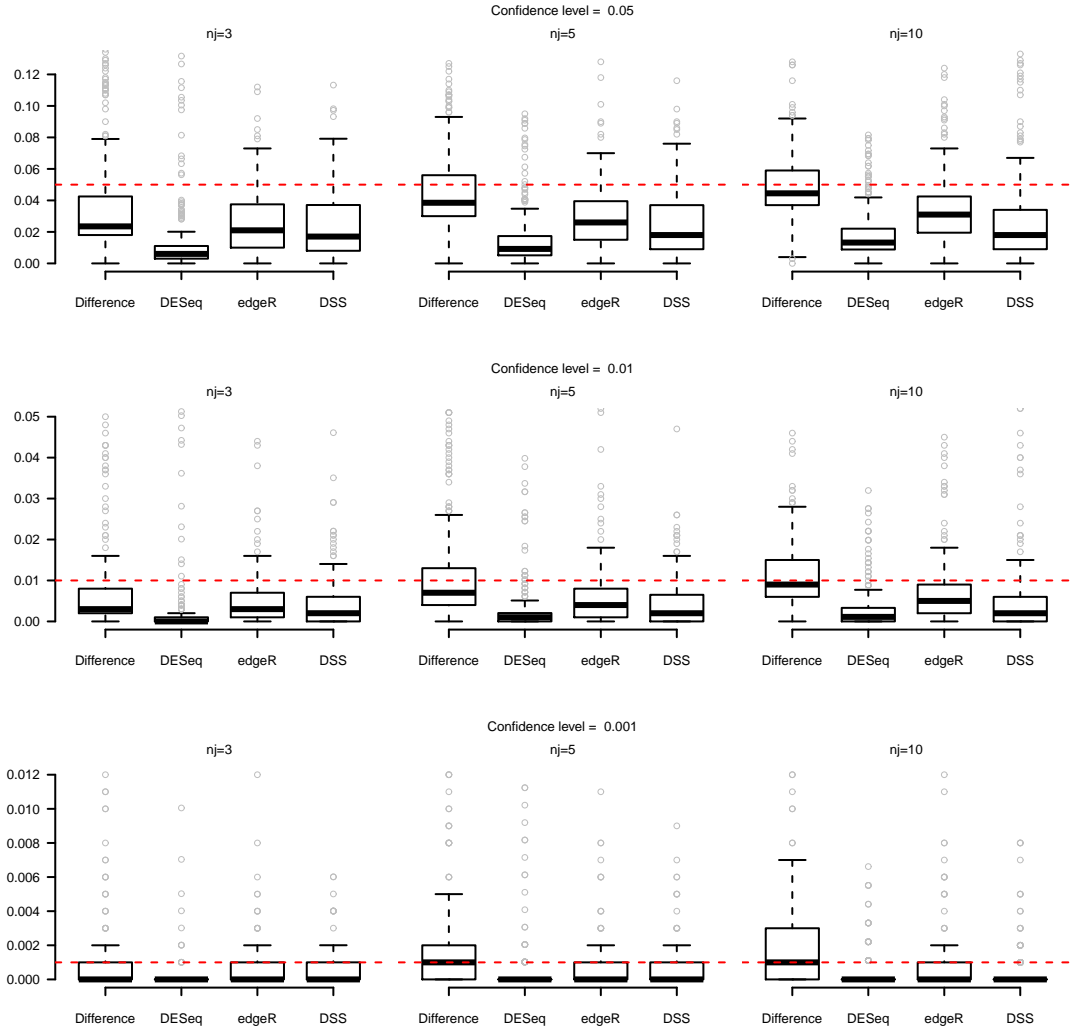 Confidence level =  0.05
nj=3
nj=5
nj=10
0.12
0.10
0.08
0.06
0.04
0.02
0.00
Difference DESeq edgeR DSS
Difference DESeq edgeR DSS
Difference DESeq edgeR DSS
Confidence level =  0.01
nj=3
nj=5
nj=10
0.05
0.04
0.03
0.02
0.01
0.00
Difference DESeq edgeR DSS
Difference DESeq edgeR DSS
Difference DESeq edgeR DSS
Confidence level =  0.001
nj=3
nj=5
nj=10
0.012
0.010
0.008
0.006
0.004
0.002
0.000
Difference DESeq edgeR DSS
Difference DESeq edgeR DSS
Difference DESeq edgeR DSS